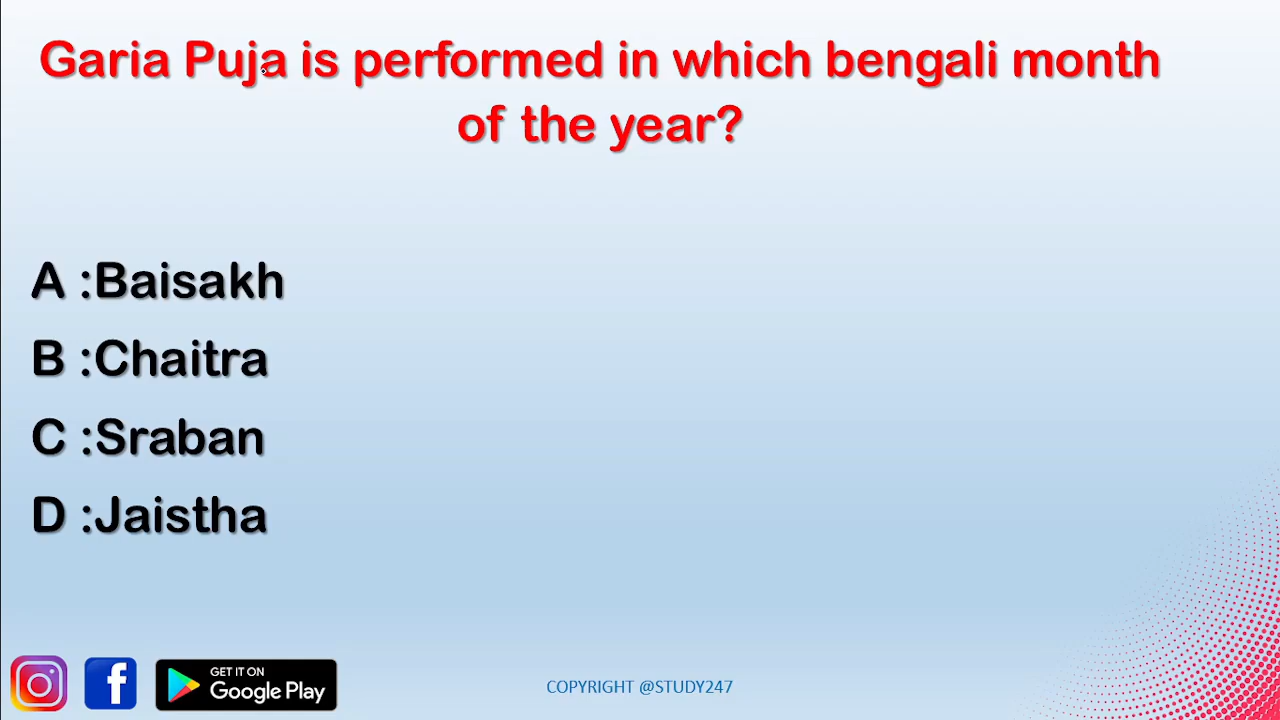 Garia Puja is performed in which bengali month
of the year?
A :Baisakh
B :Chaitra
C :Sraban
D :Jaistha
GET IT ON
Google Play
COPYRIGHT @STUDY247